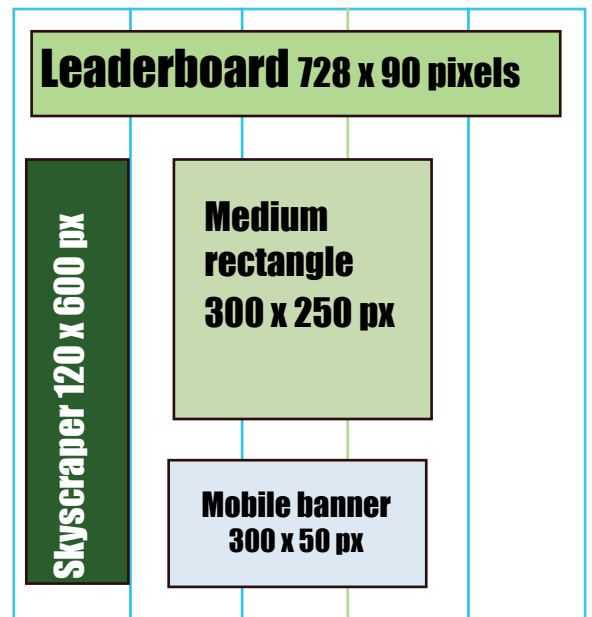 Leaderboard 728 x 90 pixels
Skyscraper 120 x 600 px
Medium
rectangle
300 x 250 px
Mobile banner
300 x 50 px